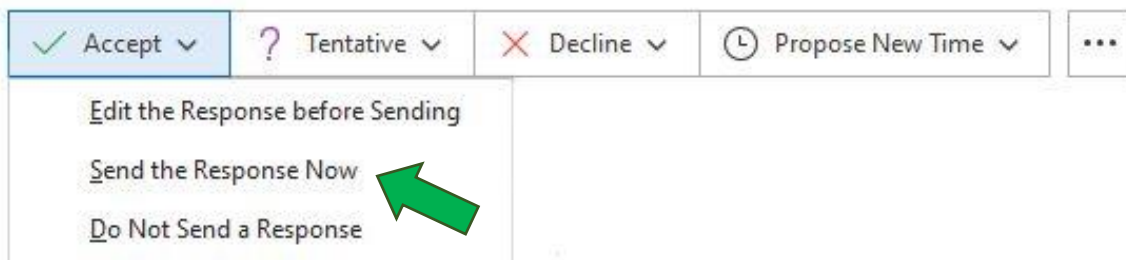 Accept Tentative Decline Propose New Time ...
Edit the Response before Sending
Send the Response Now
Do Not Send a Response